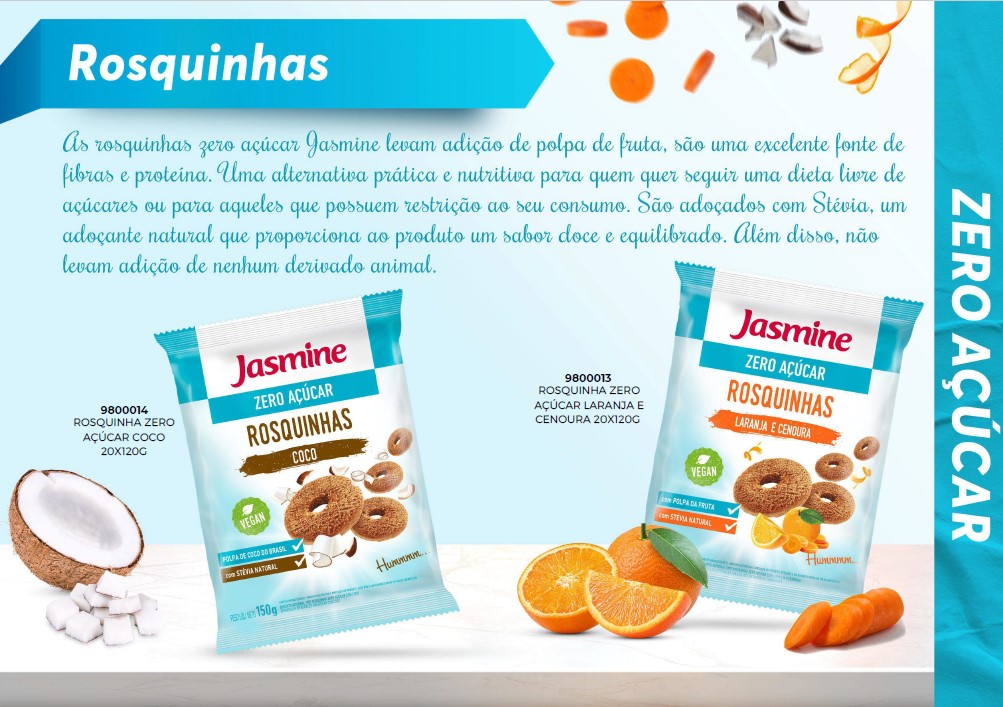 Rosquinhas
As rosquinhas zero açúcar Jasmine levam adição de polpa de fruta, são uma excelente fonte de
fibras e proteína. Uma alternativa prática e nutritiva para quem quer seguir uma dieta livre de
açúcares ou para aqueles que possuem restrição ao seu consumo. São adoçados com Stévia, um
adoçante natural que proporciona ao produto um sabor doce e equilibrado. Além disso, não
levam adição de nenhum derivado animal.
ZERO AÇÚCAR
9800014
ROSQUINHA ZERO
AÇÚCAR COCO
20X120G
Jasmine
ZERO AÇÚCAR
ROSQUINHAS
COCO
VEGAN
POLPA DE COCO DO BRASIL
com STÉVIA NATURAL
Hummmm...
150g
9800013
ROSQUINHA ZERO
AÇÚCAR LARANJA E
CENOURA 20X120G
Jasmine
ZERO AÇÚCAR
ROSQUINHAS
LARANJA E CENOURA
VEGAN
com POLPA DA FRUTA
com STÉVIA NATURAL
Hummmm...